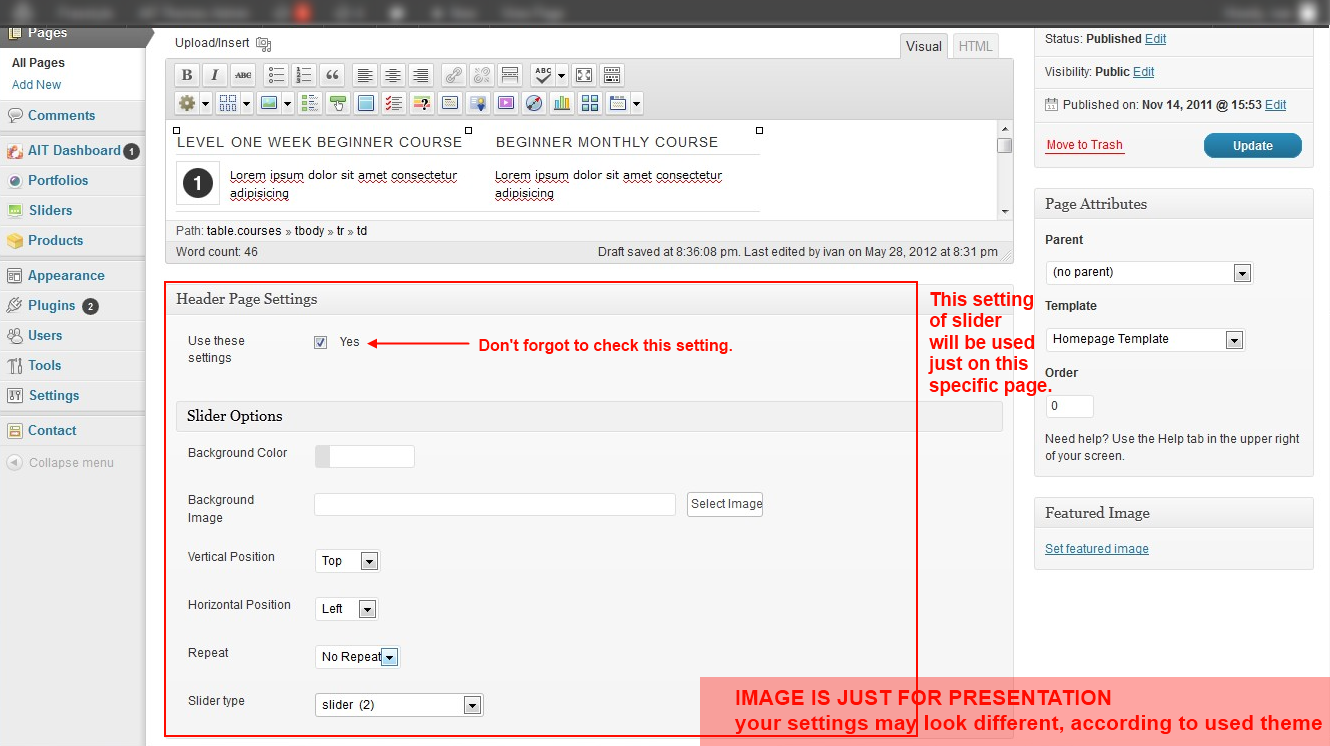 Pages
All Pages
Add New
Comments
AIT Dashboard 1
Portfolios
Sliders
Products
Appearance
Plugins 2
Users
Tools
Settings
Contact
Collapse menu
Upload/Insert
Visual
HTML
B I ABC
ABC
LEVEL ONE WEEK BEGINNER COURSE
BEGINNER MONTHLY COURSE
1
Lorem ipsum dolor sit amet consectetur
adipisicing
Lorem ipsum dolor sit amet consectetur
adipisicing
Path: table.courses » tbody » tr » td
Word count: 46
Draft saved at 8:36:08 pm. Last edited by ivan on May 28, 2012 at 8:31 pm
Header Page Settings
Use these
settings
Yes
Don't forgot to check this setting.
This setting
of slider
will be used
just on this
specific page.
Slider Options
Background Color
Background
Image
Select Image
Vertical Position
Top
Horizontal Position
Left
Repeat
No Repeat
Slider type
slider (2)
Status: Published Edit
Visibility: Public Edit
Published on: Nov 14, 2011 @ 15:53 Edit
Move to Trash
Update
Page Attributes
Parent
(no parent)
Template
Homepage Template
Order
0
Need help? Use the Help tab in the upper right
of your screen.
Featured Image
Set featured image
IMAGE IS JUST FOR PRESENTATION
your settings may look different, according to used theme